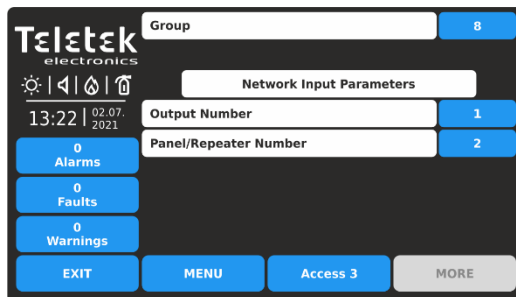 Teletek
electronics
13:22 02.07.
2021
0
Alarms
0
Faults
0
Warnings
Group 8
Network Input Parameters
Output Number 1
Panel/Repeater Number 2
EXIT MENU Access 3 MORE